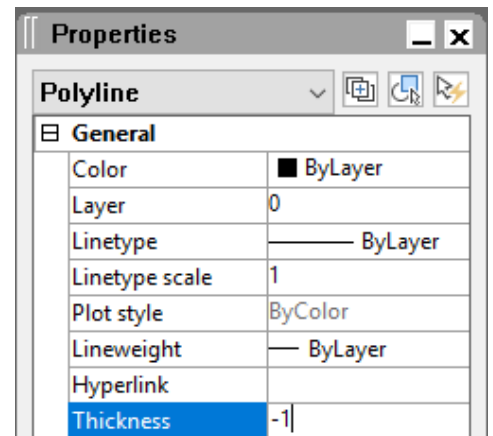 Properties
Polyline
General
Color ByLayer
Layer 0
Linetype ByLayer
Linetype scale 1
Plot style ByColor
Lineweight ByLayer
Hyperlink
Thickness -1